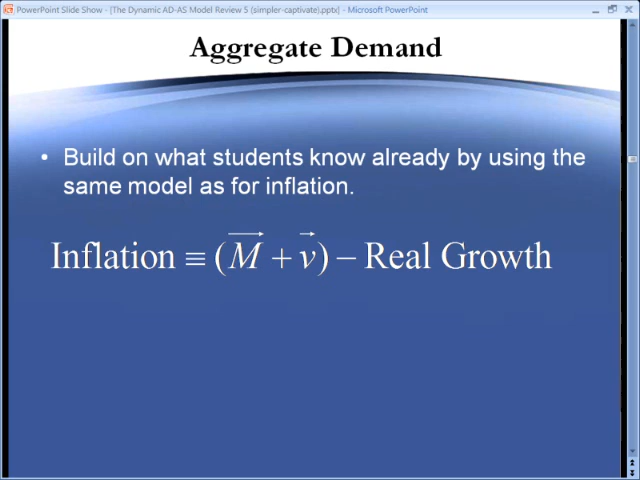 PowerPoint Slide Show - [The Dynamic AD-AS Model Review 5 (simpler-captivate).pptx] - Microsoft PowerPoint
Aggregate Demand
• Build on what students know already by using the
same model as for inflation.
Inflation ≡ (M⃗ + v⃗) − Real Growth